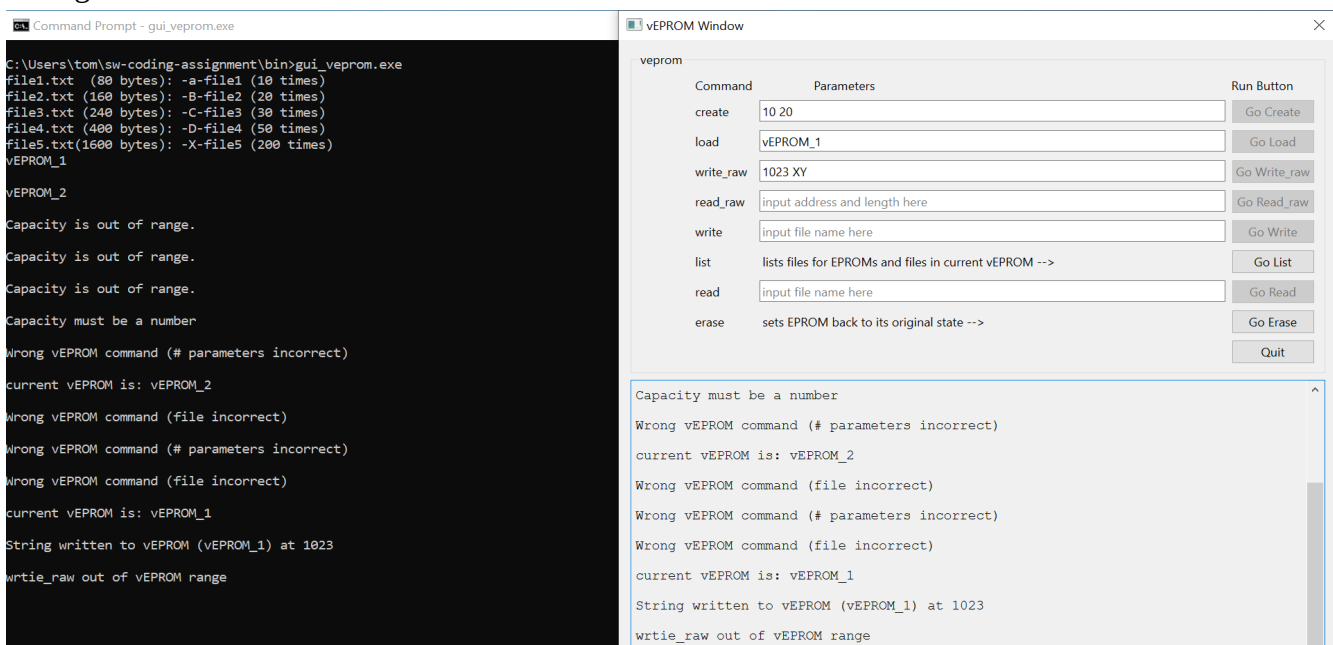 Command Prompt - gui_veprom.exe
C:\Users\tom\sw-coding-assignment\bin>gui_veprom.exe
file1.txt  (80 bytes): -a-file1 (10 times)
file2.txt (160 bytes): -B-file2 (20 times)
file3.txt (240 bytes): -C-file3 (30 times)
file4.txt (400 bytes): -D-file4 (50 times)
file5.txt(1600 bytes): -X-file5 (200 times)
vEPROM_1
vEPROM_2
Capacity is out of range.
Capacity is out of range.
Capacity is out of range.
Capacity must be a number
Wrong vEPROM command (# parameters incorrect)
current vEPROM is: vEPROM_2
Wrong vEPROM command (file incorrect)
Wrong vEPROM command (# parameters incorrect)
Wrong vEPROM command (file incorrect)
current vEPROM is: vEPROM_1
String written to vEPROM (vEPROM_1) at 1023
wrtie_raw out of vEPROM range
vEPROM Window
veprom
Command Parameters Run Button
create 10 20 Go Create
load vEPROM_1 Go Load
write_raw 1023 XY Go Write_raw
read_raw input address and length here Go Read_raw
write input file name here Go Write
list lists files for EPROMs and files in current vEPROM --> Go List
read input file name here Go Read
erase sets EPROM back to its original state --> Go Erase
Quit
Capacity must be a number
Wrong vEPROM command (# parameters incorrect)
current vEPROM is: vEPROM_2
Wrong vEPROM command (file incorrect)
Wrong vEPROM command (# parameters incorrect)
Wrong vEPROM command (file incorrect)
current vEPROM is: vEPROM_1
String written to vEPROM (vEPROM_1) at 1023
wrtie_raw out of vEPROM range